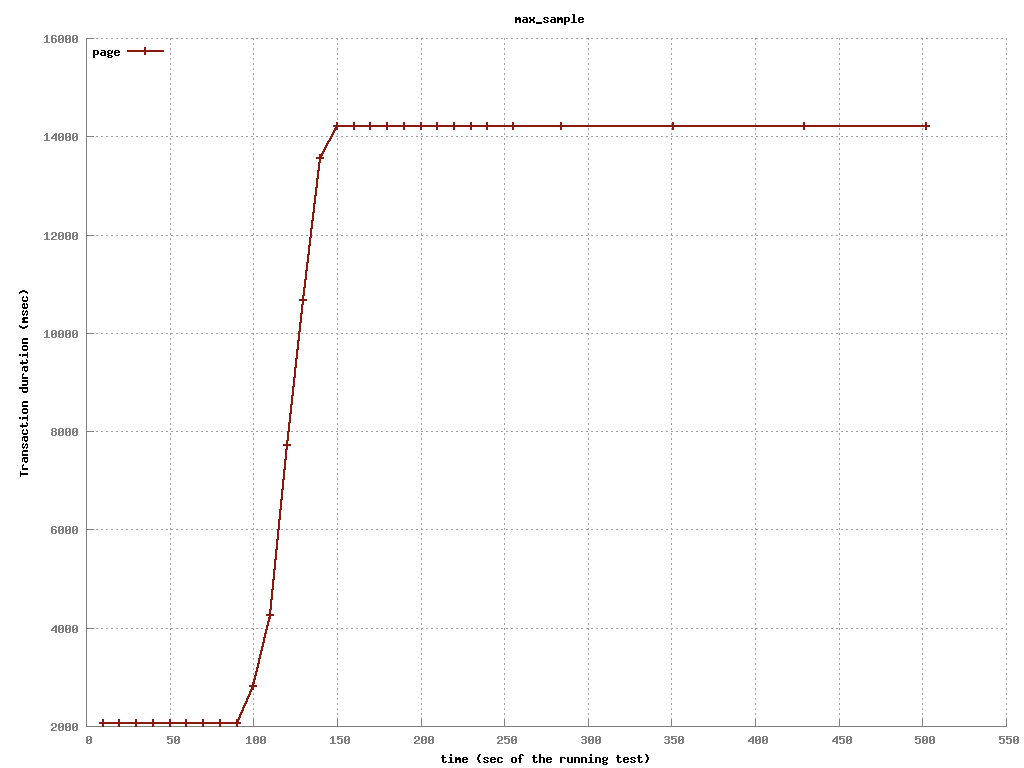 max_sample
16000
page
14000
12000
10000
8000
6000
4000
2000
0 50 100 150 200 250 300 350 400 450 500 550
Transaction duration (msec)
time (sec of the running test)